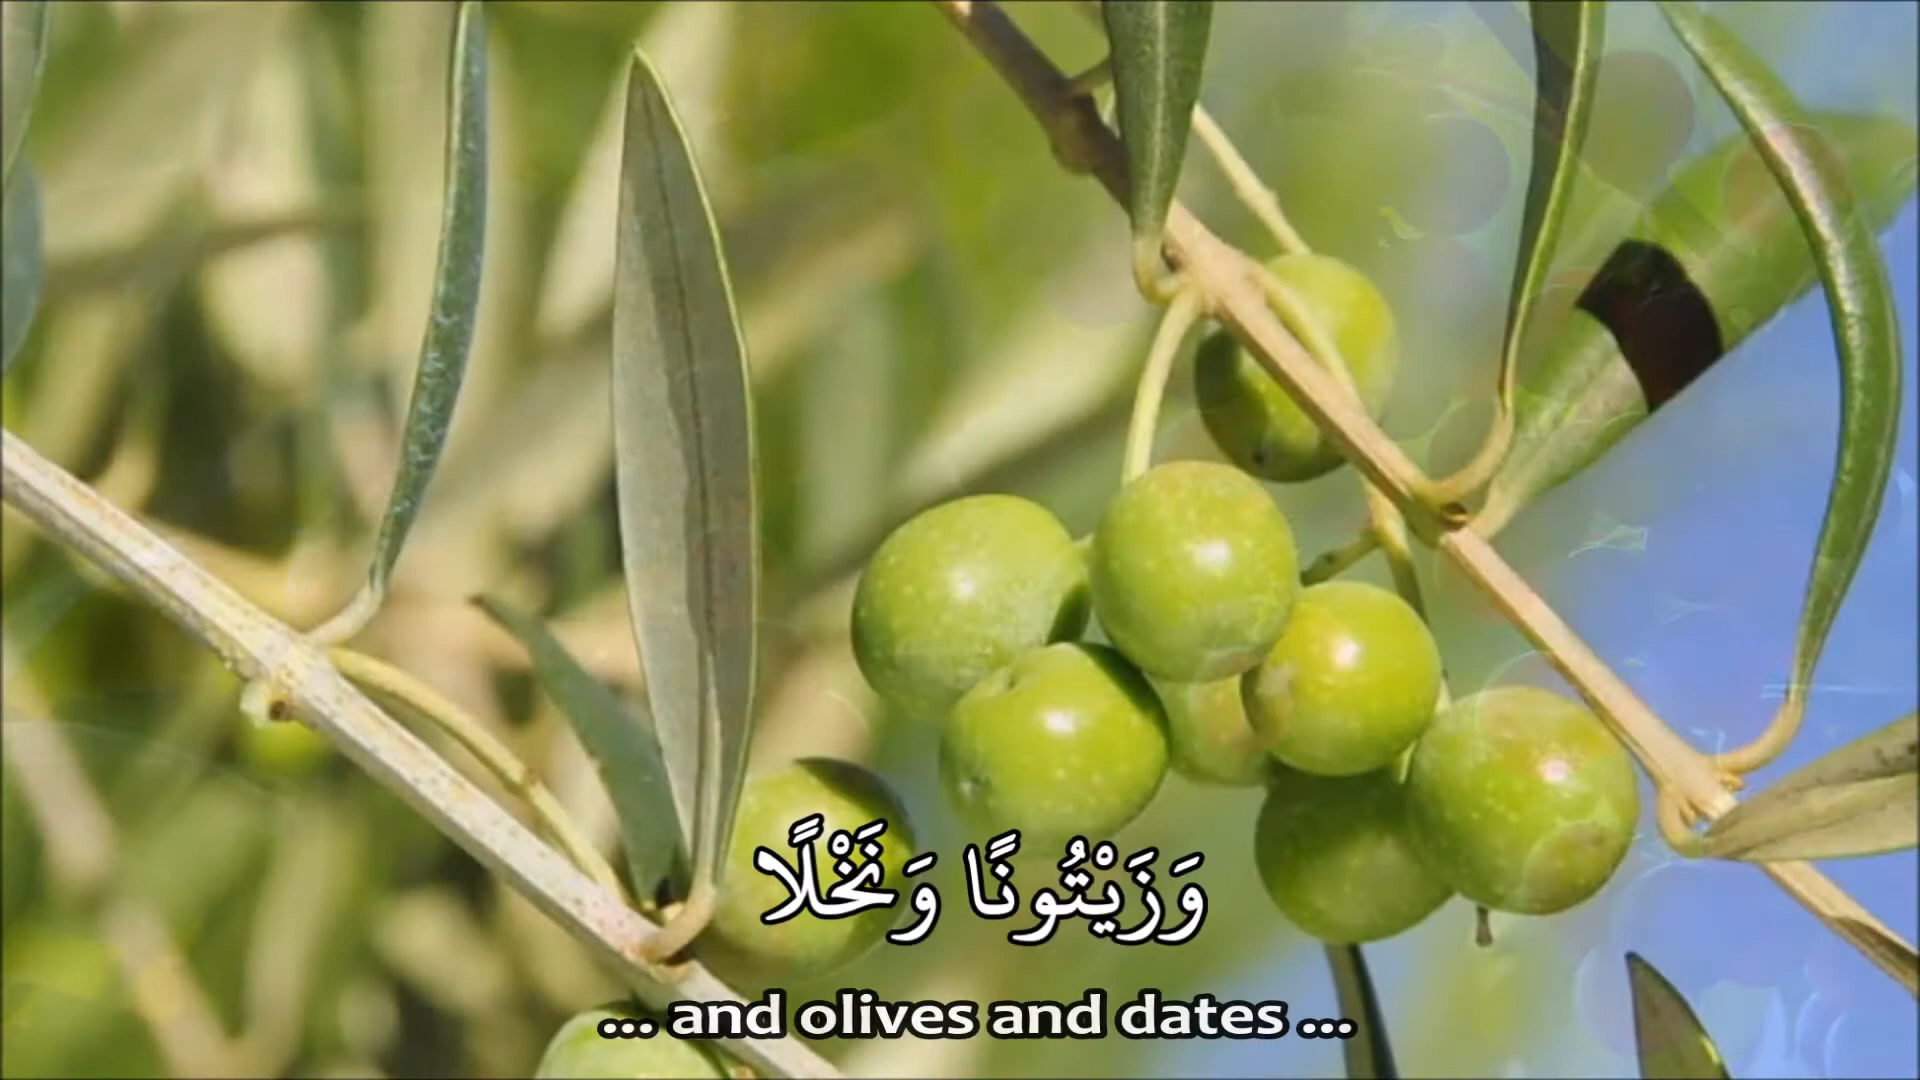 وَزَيْتُونًا وَنَخْلًا
... and olives and dates ...